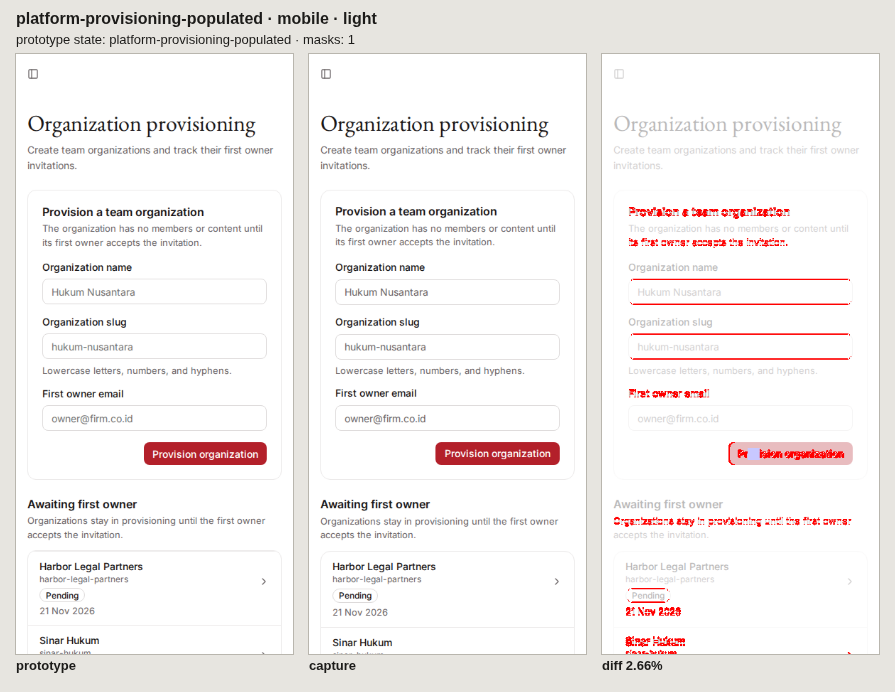 platform-provisioning-populated · mobile · light
prototype state: platform-provisioning-populated · masks: 1
Organization provisioning
Create team organizations and track their first owner
invitations.
Provision a team organization
The organization has no members or content until
its first owner accepts the invitation.
Organization name
Hukum Nusantara
Organization slug
hukum-nusantara
Lowercase letters, numbers, and hyphens.
First owner email
owner@firm.co.id
Provision organization
Awaiting first owner
Organizations stay in provisioning until the first owner
accepts the invitation.
Harbor Legal Partners
harbor-legal-partners
Pending
21 Nov 2026
Sinar Hukum
sinar-hukum
prototype
Organization provisioning
Create team organizations and track their first owner
invitations.
Provision a team organization
The organization has no members or content until
its first owner accepts the invitation.
Organization name
Hukum Nusantara
Organization slug
hukum-nusantara
Lowercase letters, numbers, and hyphens.
First owner email
owner@firm.co.id
Provision organization
Awaiting first owner
Organizations stay in provisioning until the first owner
accepts the invitation.
Harbor Legal Partners
harbor-legal-partners
Pending
21 Nov 2026
Sinar Hukum
sinar-hukum
capture
Organization provisioning
Create team organizations and track their first owner
invitations.
Provision a team organization
The organization has no members or content until
its first owner accepts the invitation.
Organization name
Hukum Nusantara
Organization slug
hukum-nusantara
Lowercase letters, numbers, and hyphens.
First owner email
owner@firm.co.id
organization
Awaiting first owner
Organizations stay in provisioning until the first owner
accepts the invitation.
Harbor Legal Partners
harbor-legal-partners
Pending
21 Nov 2026
Sinar Hukum
sinar-hukum
diff 2.66%